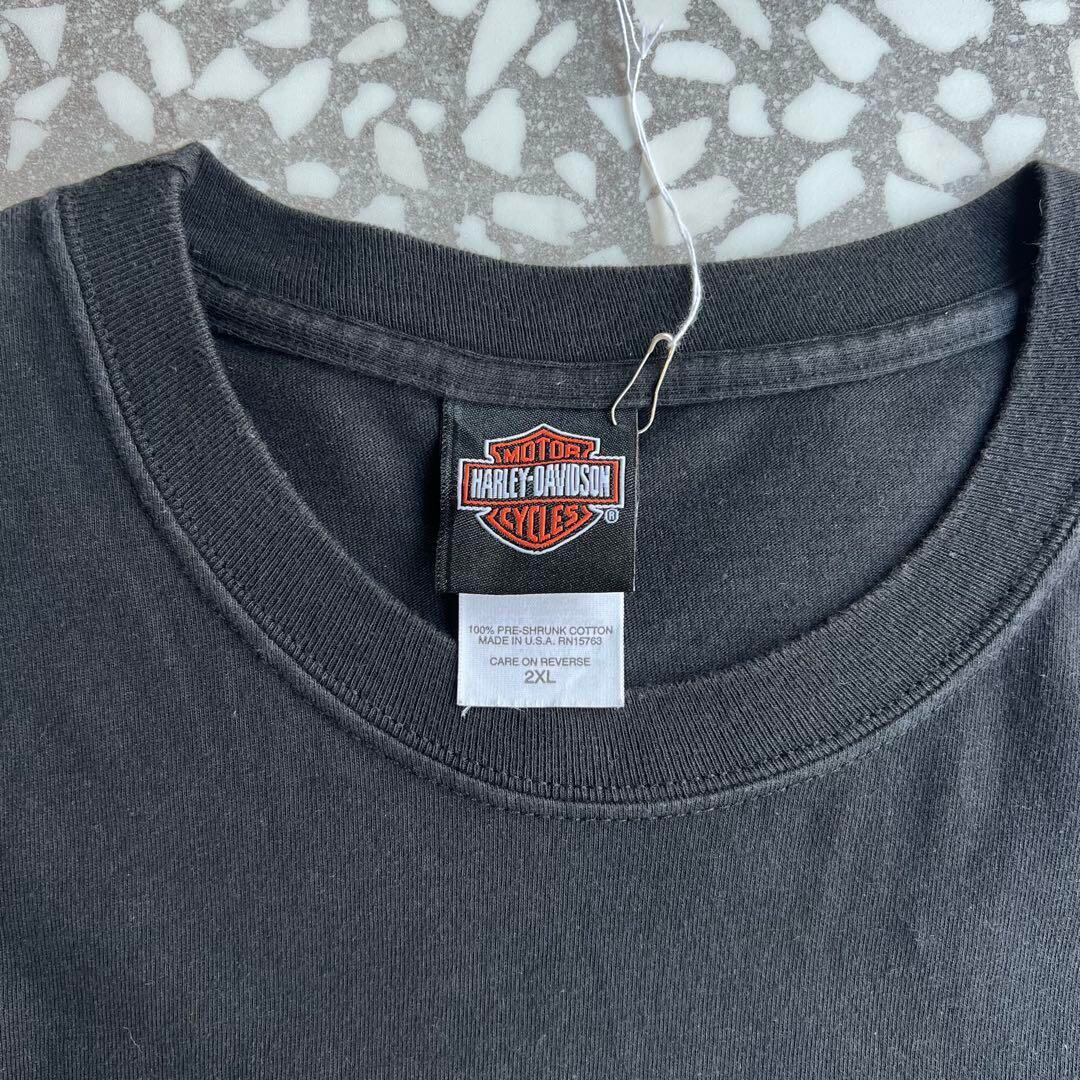 MOTOR
HARLEY-DAVIDSON
CYCLES
®
100% PRE-SHRUNK COTTON
MADE IN U.S.A. RN15763
CARE ON REVERSE
2XL